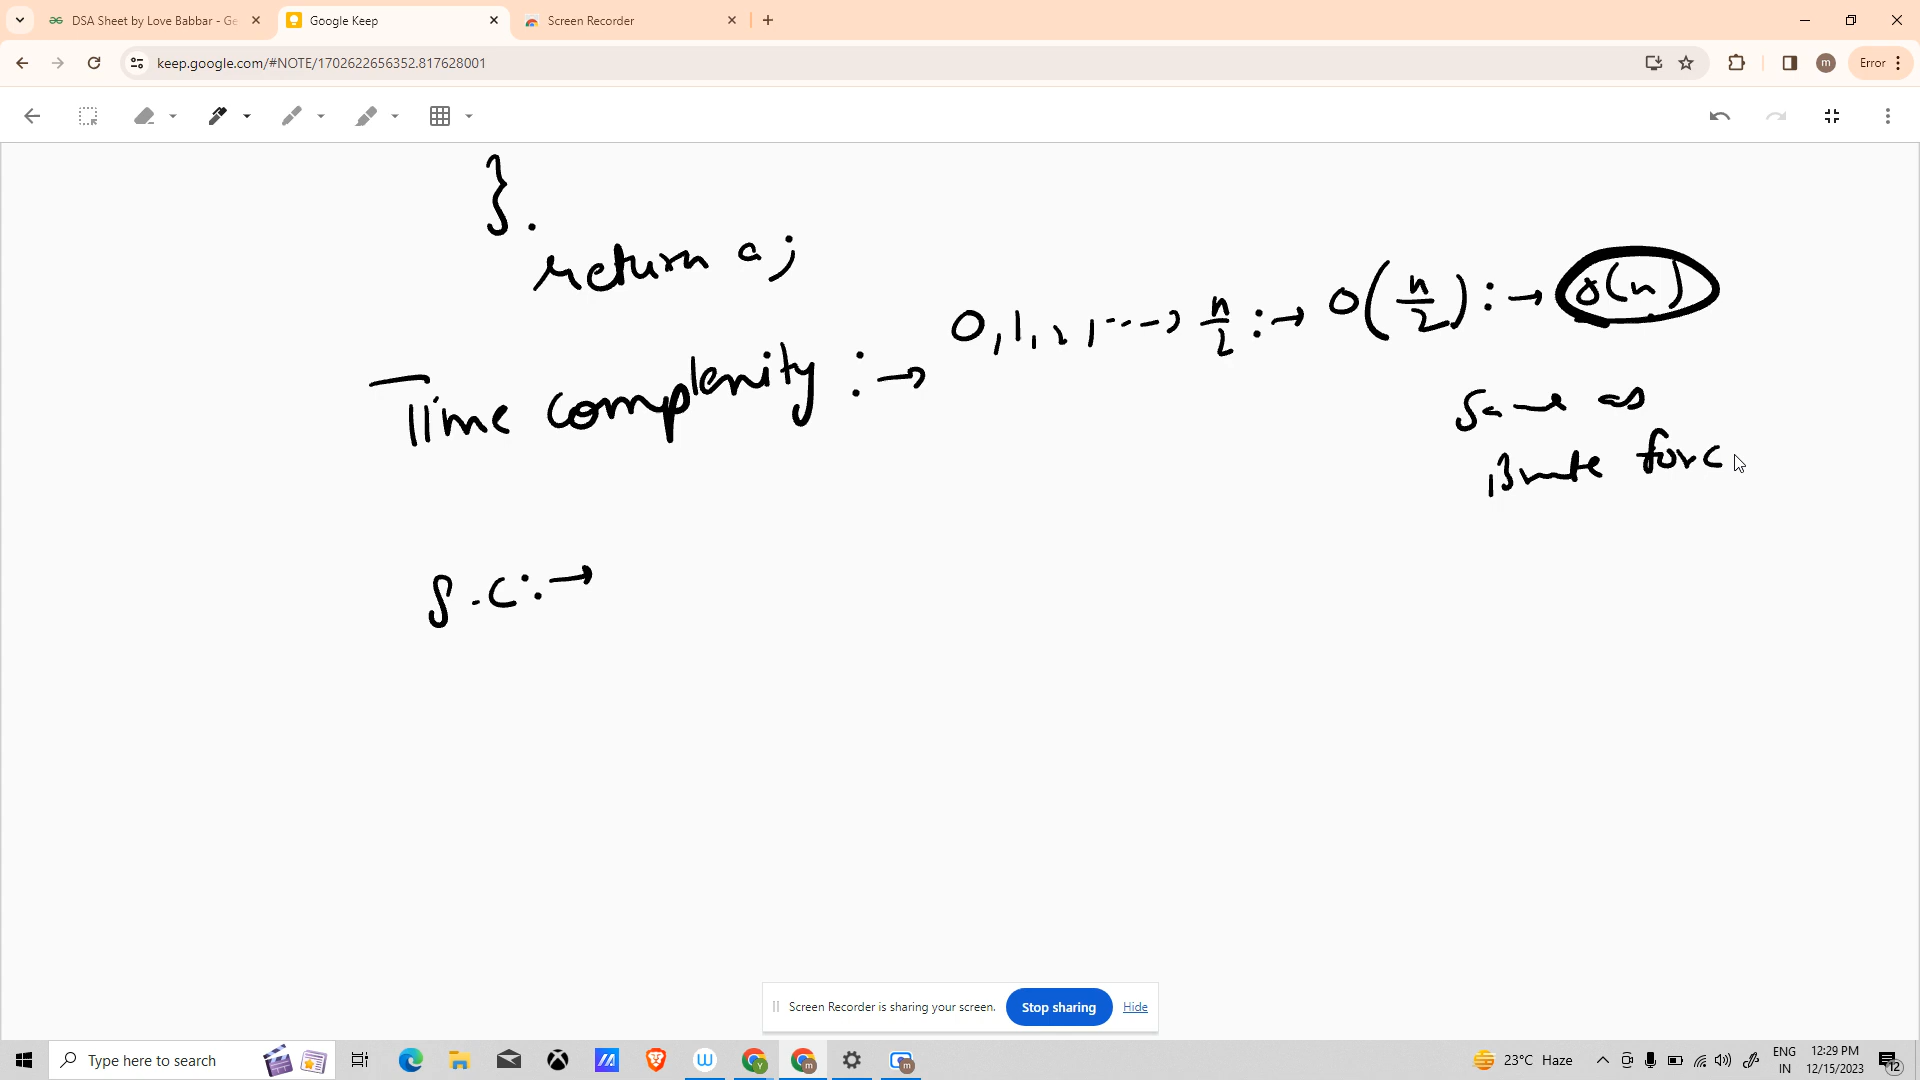 DSA Sheet by Love Babbar - Ge
Google Keep
Screen Recorder
keep.google.com/#NOTE/1702622656352.817628001
m
Error
}.
return a;
0,1,2,···→ n/2 :→ O(n/2) :→ O(n)
Time complenity :→
Same as
Brute forc
S.C:→
Screen Recorder is sharing your screen.
Stop sharing
Hide
Type here to search
23°C Haze
ENG
IN
12:29 PM
12/15/2023
12